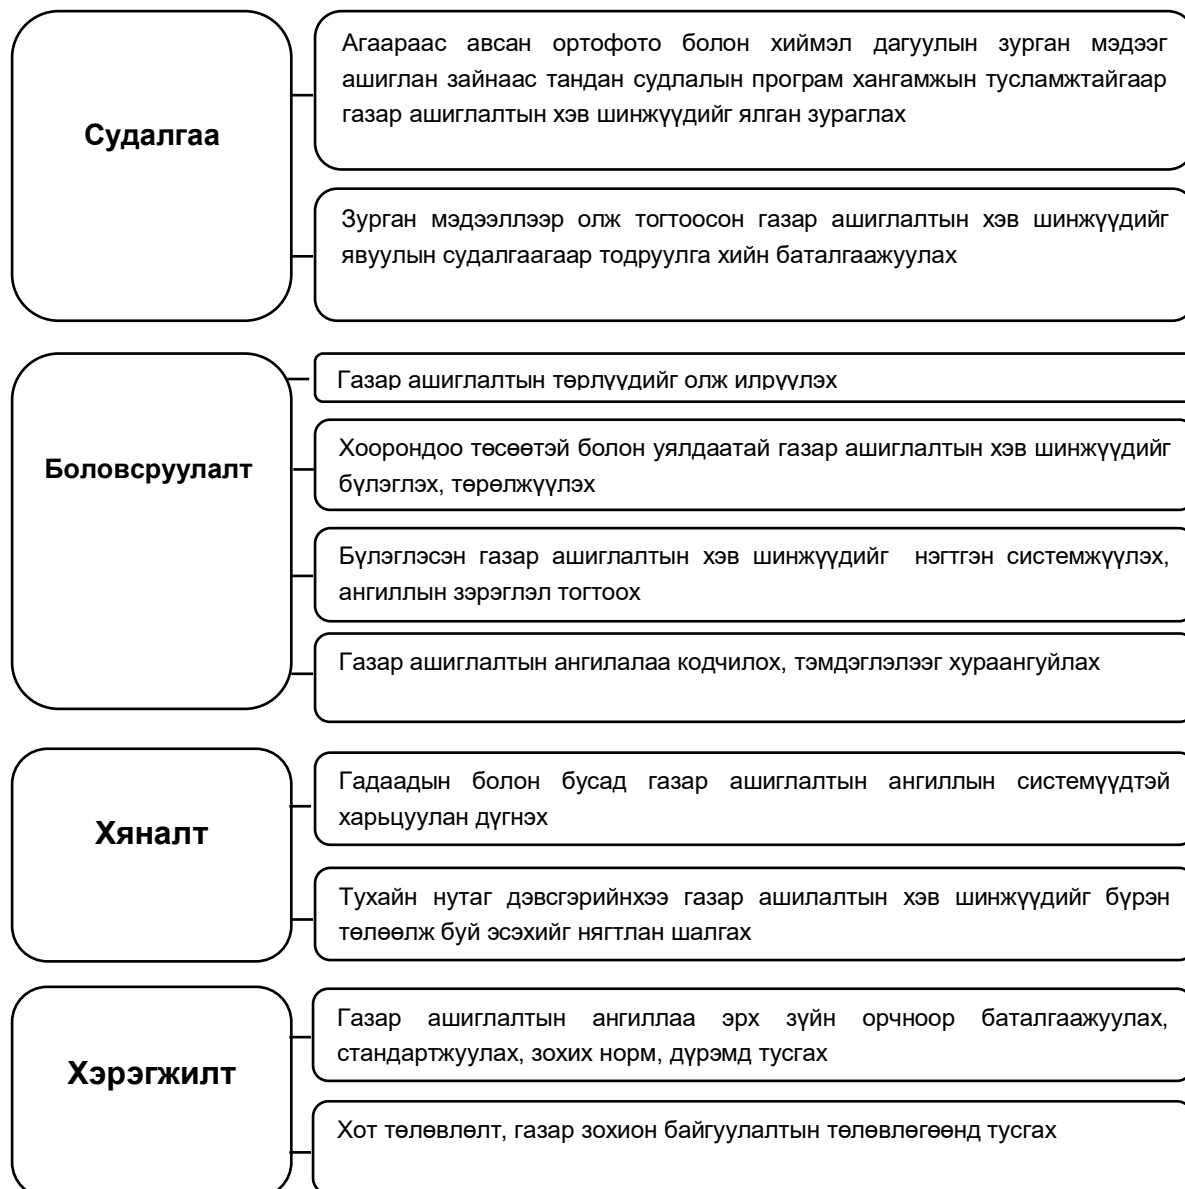 Судалгаа
Агаараас авсан ортофото болон хиймэл дагуулын зурган мэдээг
ашиглан зайнаас тандан судлалын програм хангамжын тусламжтайгаар
газар ашиглалтын хэв шинжүүдийг ялган зураглах
Зурган мэдээллээр олж тогтоосон газар ашиглалтын хэв шинжүүдийг
явуулын судалгаагаар тодруулга хийн баталгаажуулах
Боловсруулалт
Газар ашиглалтын төрлүүдийг олж илрүүлэх
Хоорондоо төсөөтэй болон уялдаатай газар ашиглалтын хэв шинжүүдийг
бүлэглэх, төрөлжүүлэх
Бүлэглэсэн газар ашиглалтын хэв шинжүүдийг нэгтгэн системжүүлэх,
ангиллын зэрэглэл тогтоох
Газар ашиглалтын ангилалаа кодчилох, тэмдэглэлээг хураангуйлах
Хяналт
Гадаадын болон бусад газар ашиглалтын ангиллын системүүдтэй
харьцуулан дүгнэх
Тухайн нутаг дэвсгэрийнхээ газар ашилалтын хэв шинжүүдийг бүрэн
төлөөлж буй эсэхийг нягтлан шалгах
Хэрэгжилт
Газар ашиглалтын ангиллаа эрх зүйн орчноор баталгаажуулах,
стандартжуулах, зохих норм, дүрэмд тусгах
Хот төлөвлөлт, газар зохион байгуулалтын төлөвлөгөөнд тусгах